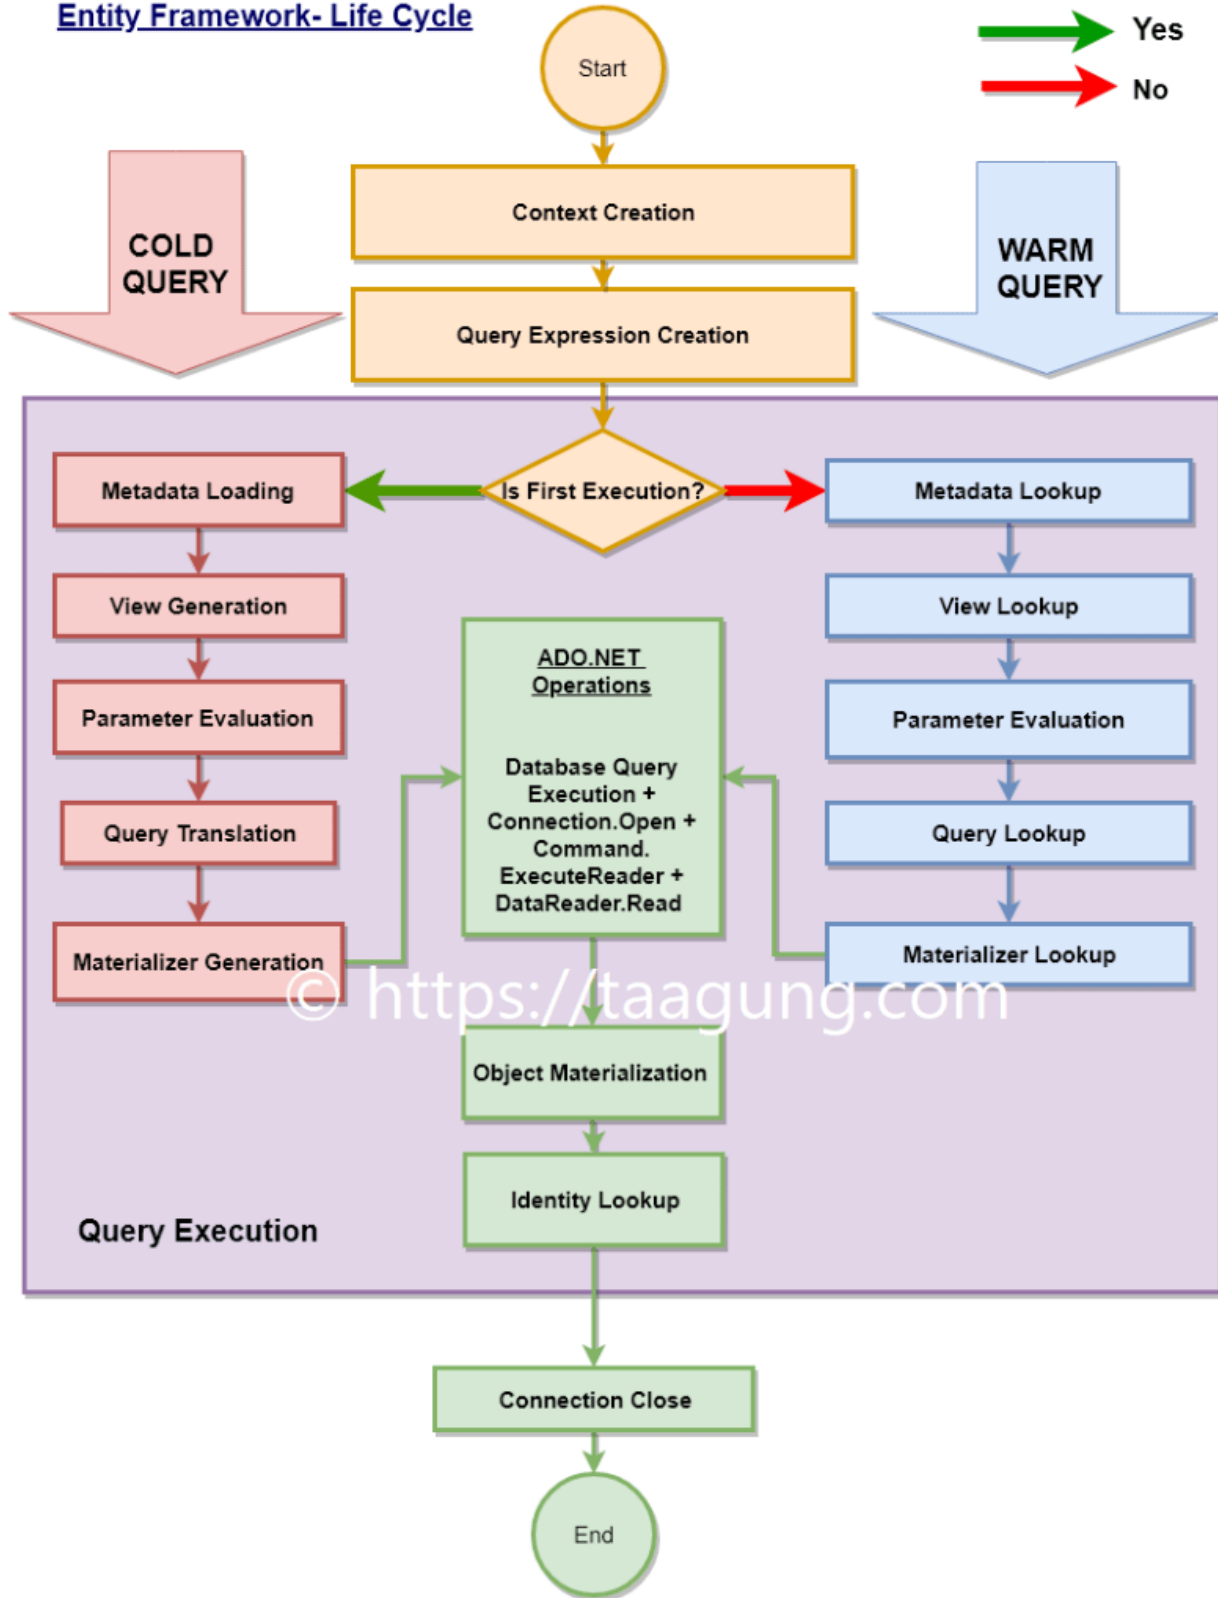 Entity Framework- Life Cycle
Start
Yes
No
Context Creation
COLD
QUERY
WARM
QUERY
Query Expression Creation
Metadata Loading
Is First Execution?
Metadata Lookup
View Generation
View Lookup
ADO.NET
Operations
Parameter Evaluation
Parameter Evaluation
Database Query
Execution +
Connection.Open +
Command.
ExecuteReader +
DataReader.Read
Query Translation
Query Lookup
Materializer Generation
Materializer Lookup
© https://taagung.com
Object Materialization
Identity Lookup
Query Execution
Connection Close
End